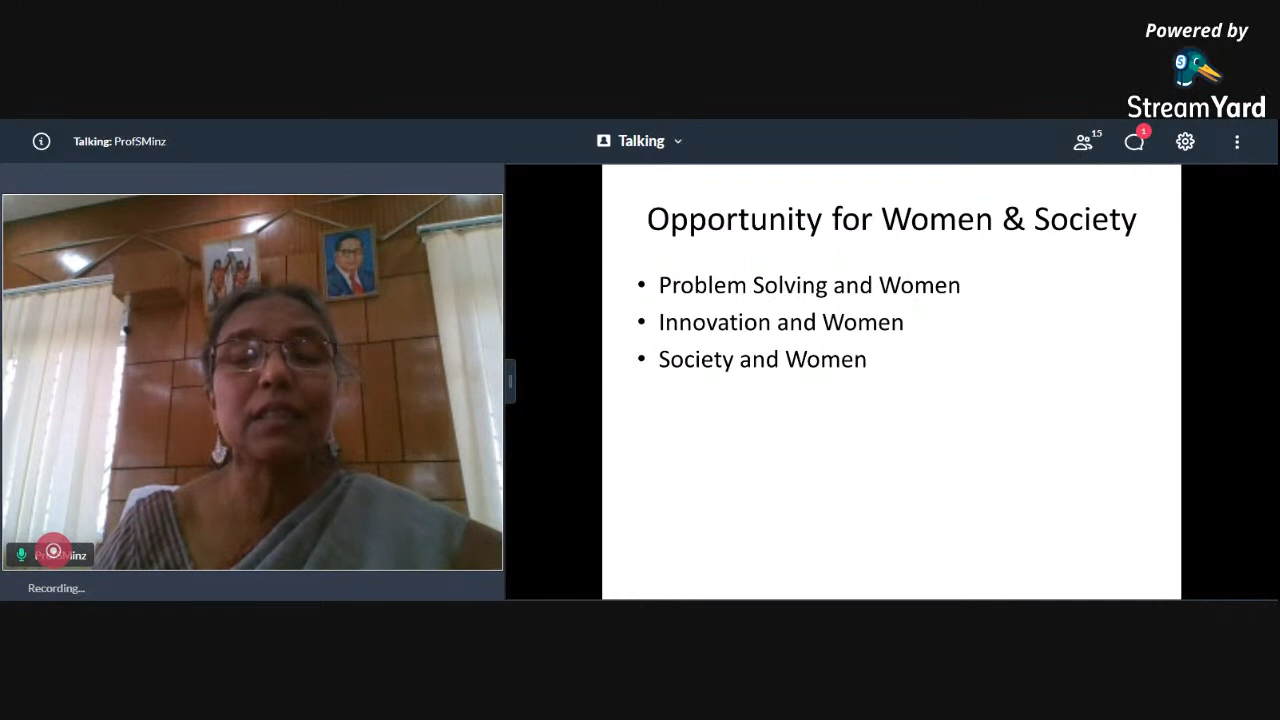 Powered by
StreamYard
Talking: ProfSMinz
Talking
15
1
Opportunity for Women & Society
• Problem Solving and Women
• Innovation and Women
• Society and Women
ProfSMinz
Recording...